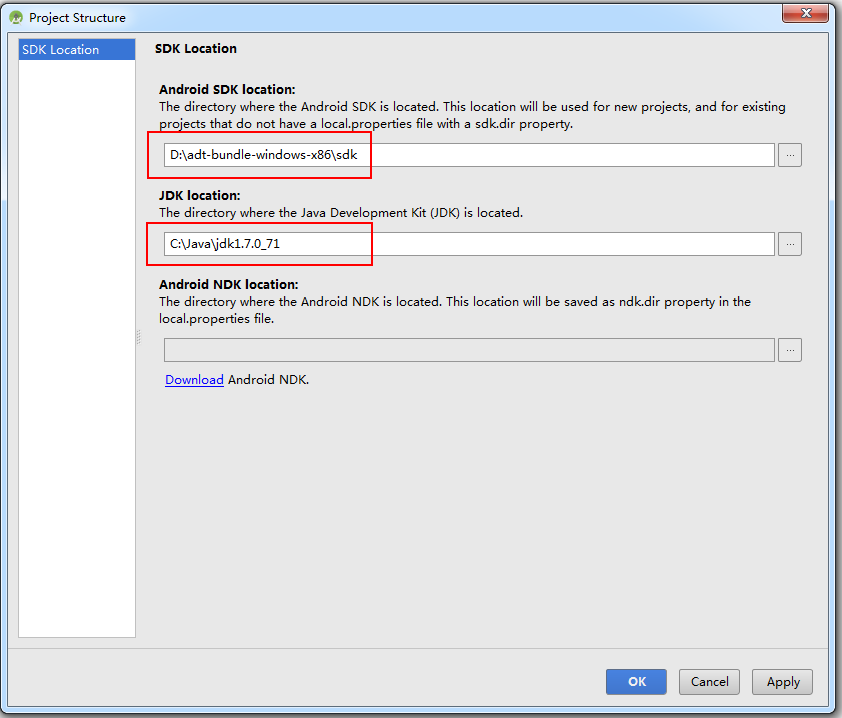 Project Structure
SDK Location
SDK Location
Android SDK location:
The directory where the Android SDK is located. This location will be used for new projects, and for existing
projects that do not have a local.properties file with a sdk.dir property.
D:\adt-bundle-windows-x86\sdk
...
JDK location:
The directory where the Java Development Kit (JDK) is located.
C:\Java\jdk1.7.0_71
...
Android NDK location:
The directory where the Android NDK is located. This location will be saved as ndk.dir property in the
local.properties file.
...
Download Android NDK.
OK
Cancel
Apply